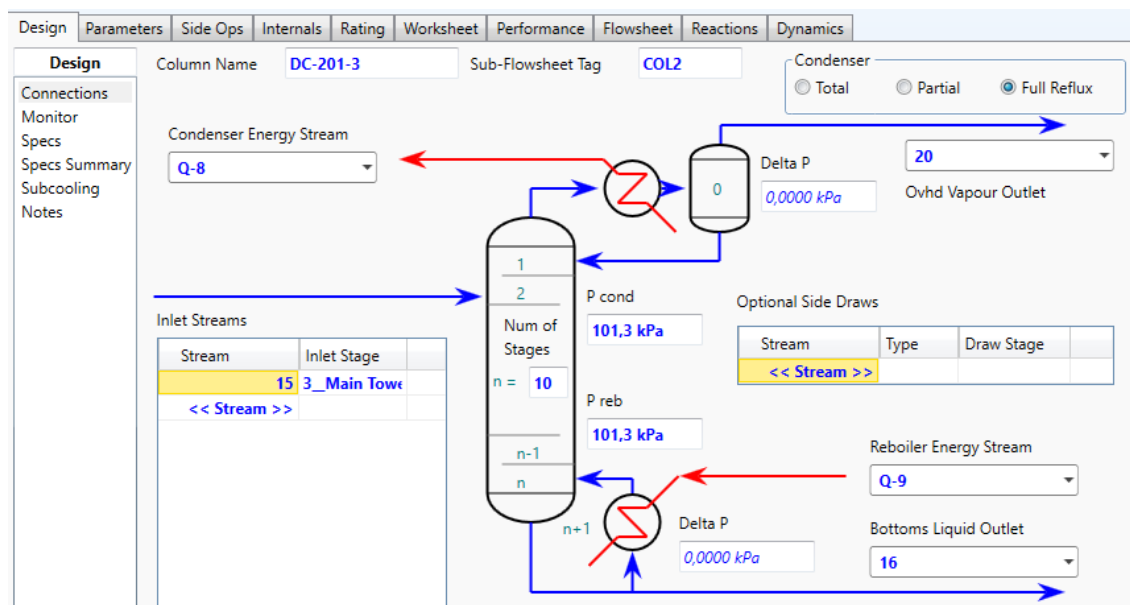 Design Parameters Side Ops Internals Rating Worksheet Performance Flowsheet Reactions Dynamics
Design
Connections
Monitor
Specs
Specs Summary
Subcooling
Notes
Column Name DC-201-3 Sub-Flowsheet Tag COL2
Condenser
Total Partial Full Reflux
Condenser Energy Stream
Q-8
Delta P
0,0000 kPa
20
Ovhd Vapour Outlet
0
1
2
Num of
Stages
n = 10
n-1
n
n+1
P cond
101,3 kPa
P reb
101,3 kPa
Inlet Streams
Stream Inlet Stage
15 3__Main Towe
<< Stream >>
Optional Side Draws
Stream Type Draw Stage
<< Stream >>
Reboiler Energy Stream
Q-9
Delta P
0,0000 kPa
Bottoms Liquid Outlet
16